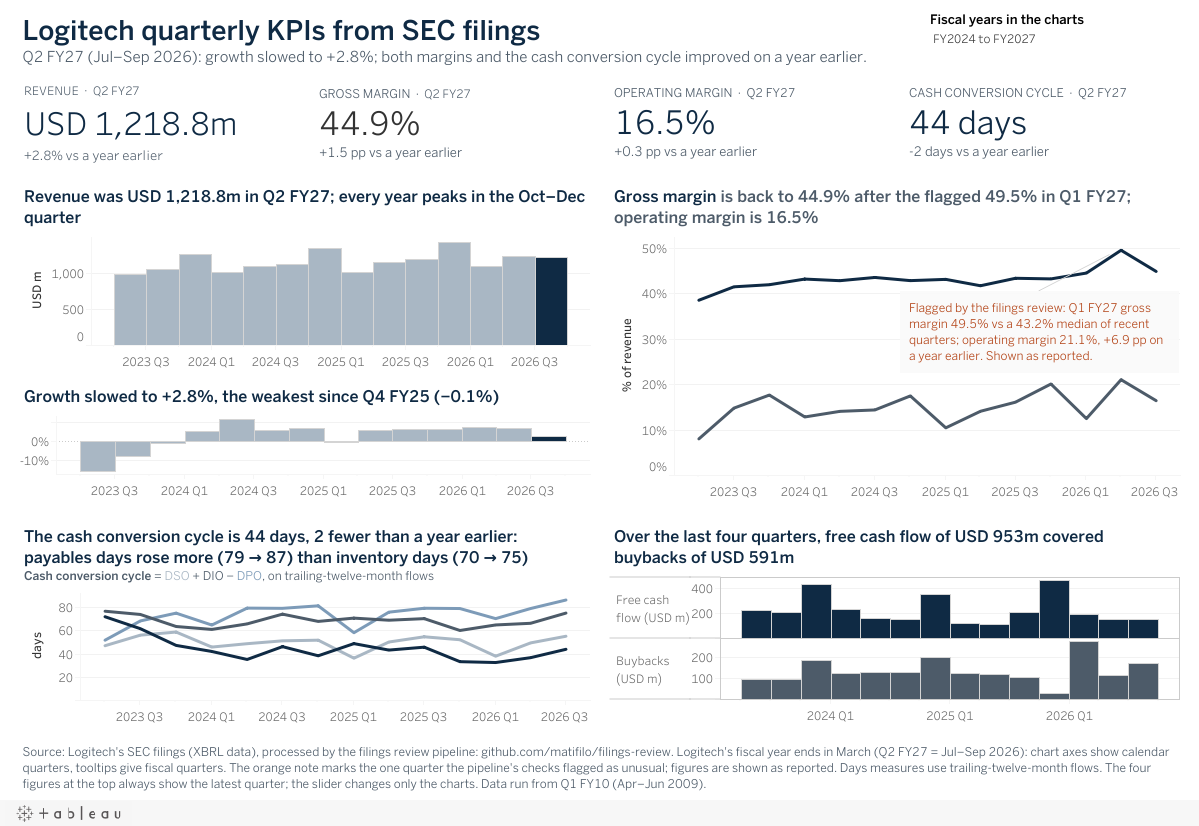 Logitech quarterly KPIs from SEC filings
Q2 FY27 (Jul–Sep 2026): growth slowed to +2.8%; both margins and the cash conversion cycle improved on a year earlier.
Fiscal years in the charts
FY2024 to FY2027
REVENUE · Q2 FY27
USD 1,218.8m
+2.8% vs a year earlier
GROSS MARGIN · Q2 FY27
44.9%
+1.5 pp vs a year earlier
OPERATING MARGIN · Q2 FY27
16.5%
+0.3 pp vs a year earlier
CASH CONVERSION CYCLE · Q2 FY27
44 days
-2 days vs a year earlier
Revenue was USD 1,218.8m in Q2 FY27; every year peaks in the Oct–Dec
quarter
USD m
1,000
500
0
2023 Q3 2024 Q1 2024 Q3 2025 Q1 2025 Q3 2026 Q1 2026 Q3
Growth slowed to +2.8%, the weakest since Q4 FY25 (−0.1%)
0%
-10%
2023 Q3 2024 Q1 2024 Q3 2025 Q1 2025 Q3 2026 Q1 2026 Q3
Gross margin is back to 44.9% after the flagged 49.5% in Q1 FY27;
operating margin is 16.5%
% of revenue
50%
40%
30%
20%
10%
0%
Flagged by the filings review: Q1 FY27 gross
margin 49.5% vs a 43.2% median of recent
quarters; operating margin 21.1%, +6.9 pp on
a year earlier. Shown as reported.
2023 Q3 2024 Q1 2024 Q3 2025 Q1 2025 Q3 2026 Q1 2026 Q3
The cash conversion cycle is 44 days, 2 fewer than a year earlier:
payables days rose more (79 → 87) than inventory days (70 → 75)
Cash conversion cycle = DSO + DIO − DPO, on trailing-twelve-month flows
days
80
60
40
20
2023 Q3 2024 Q1 2024 Q3 2025 Q1 2025 Q3 2026 Q1 2026 Q3
Over the last four quarters, free cash flow of USD 953m covered
buybacks of USD 591m
Free cash
flow (USD m)
400
200
Buybacks
(USD m)
200
100
2024 Q1 2025 Q1 2026 Q1
Source: Logitech's SEC filings (XBRL data), processed by the filings review pipeline: github.com/matifilo/filings-review. Logitech's fiscal year ends in March (Q2 FY27 = Jul–Sep 2026): chart axes show calendar
quarters, tooltips give fiscal quarters. The orange note marks the one quarter the pipeline's checks flagged as unusual; figures are shown as reported. Days measures use trailing-twelve-month flows. The four
figures at the top always show the latest quarter; the slider changes only the charts. Data run from Q1 FY10 (Apr–Jun 2009).
+ableau